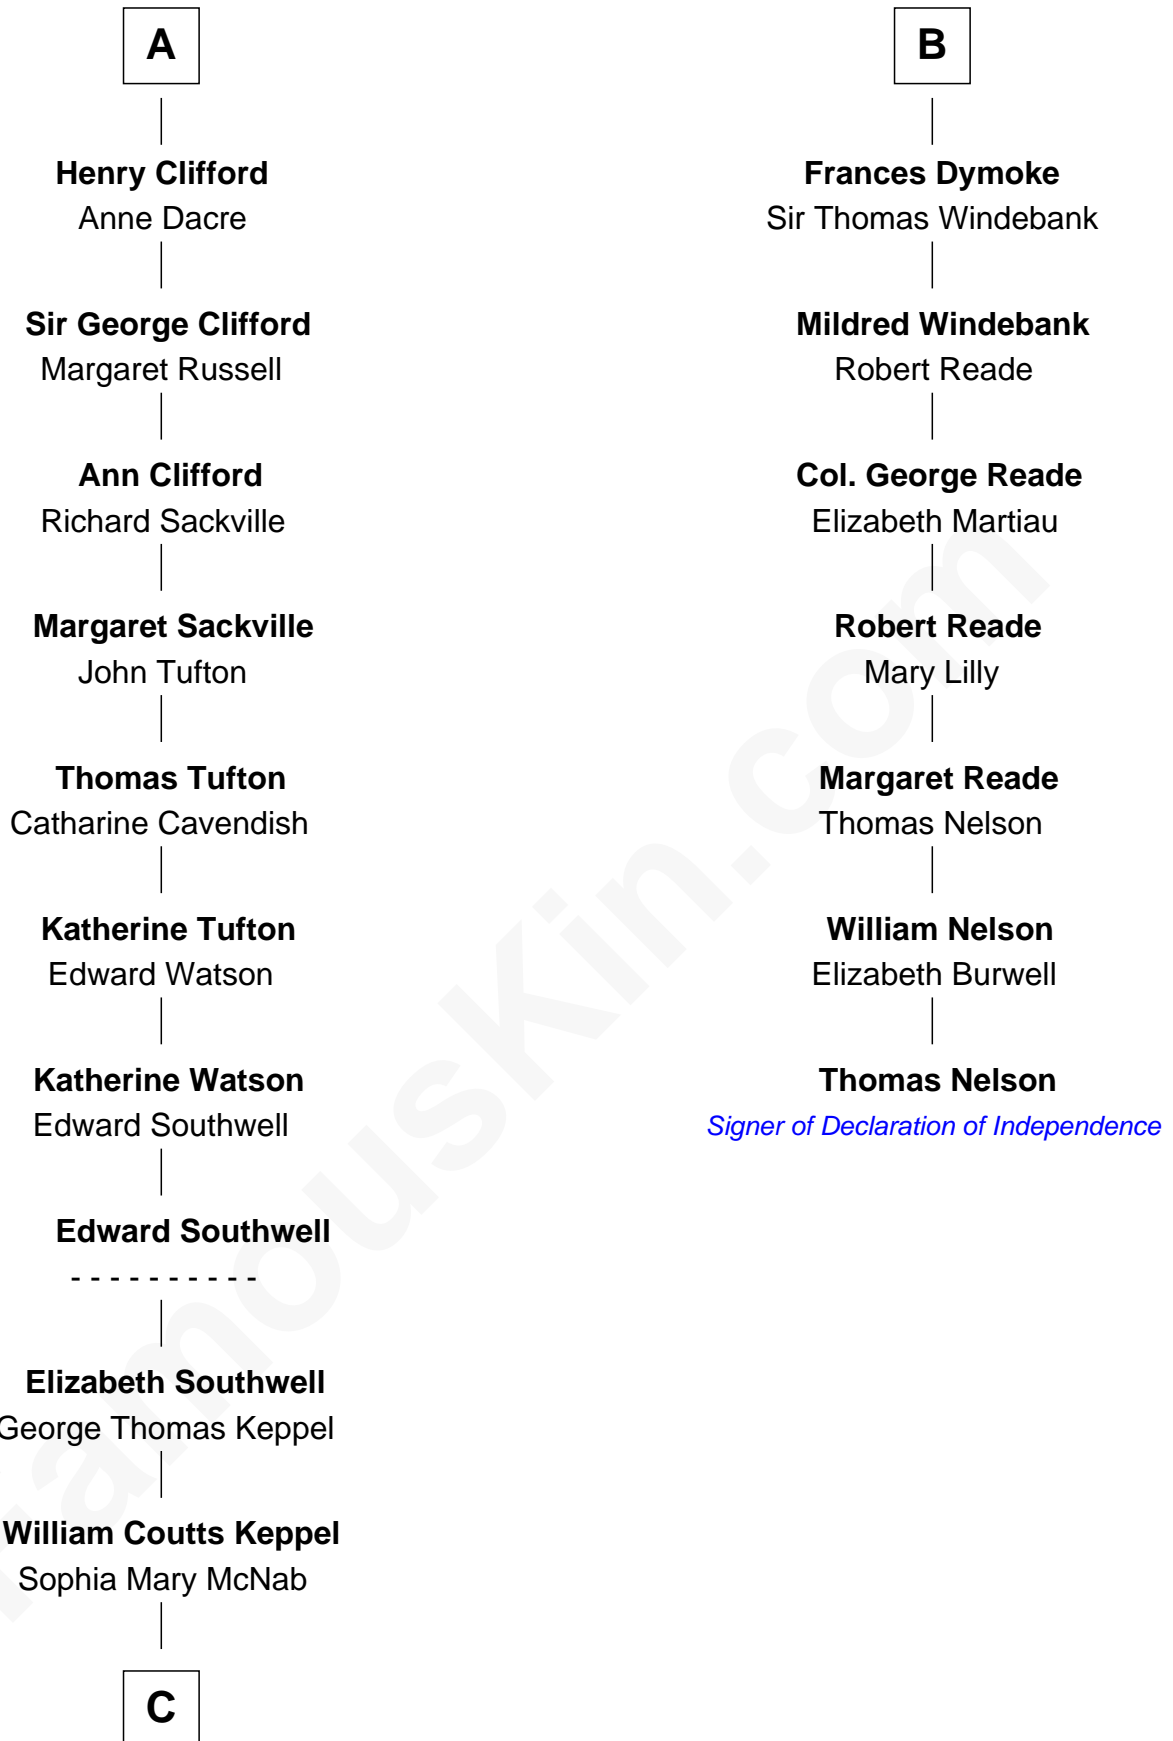 A
Henry Clifford
Anne Dacre
Sir George Clifford
Margaret Russell
Ann Clifford
Richard Sackville
Margaret Sackville
John Tufton
Thomas Tufton
Catharine Cavendish
Katherine Tufton
Edward Watson
Katherine Watson
Edward Southwell
Edward Southwell
- - - - - - - - - -
Elizabeth Southwell
George Thomas Keppel
William Coutts Keppel
Sophia Mary McNab
C
B
Frances Dymoke
Sir Thomas Windebank
Mildred Windebank
Robert Reade
Col. George Reade
Elizabeth Martiau
Robert Reade
Mary Lilly
Margaret Reade
Thomas Nelson
William Nelson
Elizabeth Burwell
Thomas Nelson
Signer of Declaration of Independence
FamousKin.com